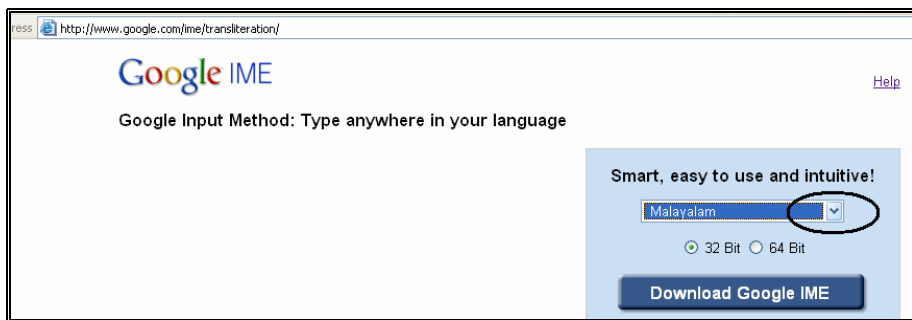 ress http://www.google.com/ime/transliteration/
Google IME
Help
Google Input Method: Type anywhere in your language
Smart, easy to use and intuitive!
Malayalam
32 Bit 64 Bit
Download Google IME